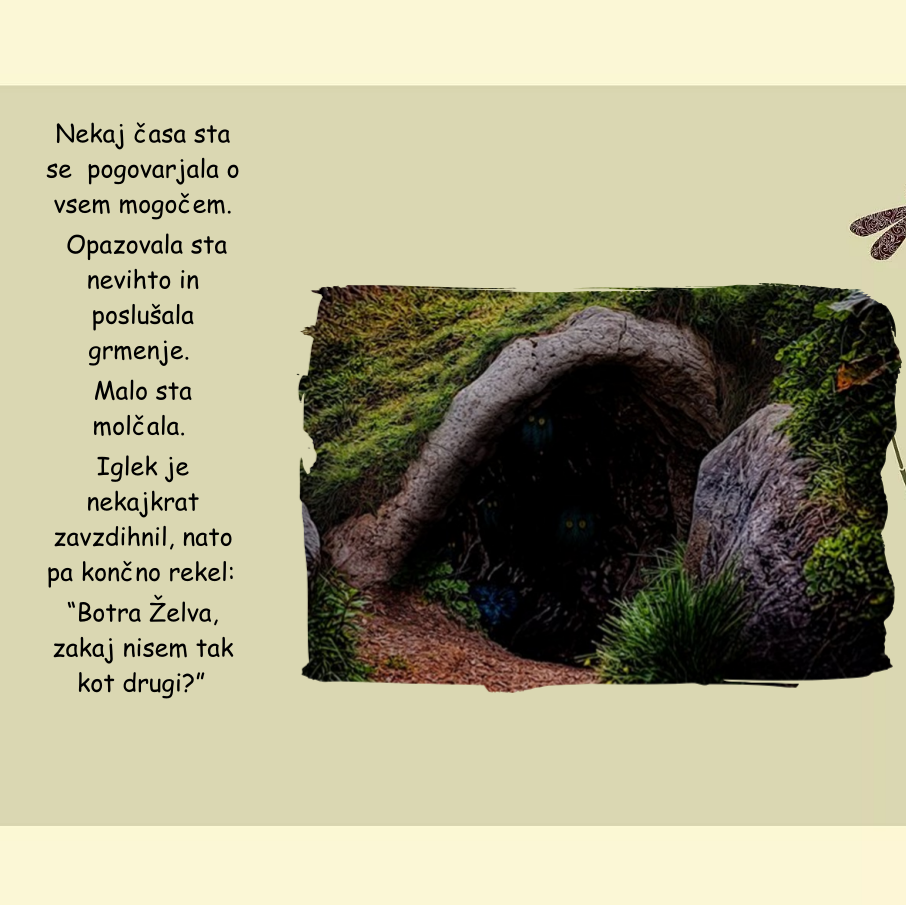 Nekaj časa sta
se pogovarjala o
vsem mogočem.
Opazovala sta
nevihto in
poslušala
grmenje.
Malo sta
molčala.
Iglek je
nekajkrat
zavzdihnil, nato
pa končno rekel:
“Botra Želva,
zakaj nisem tak
kot drugi?”